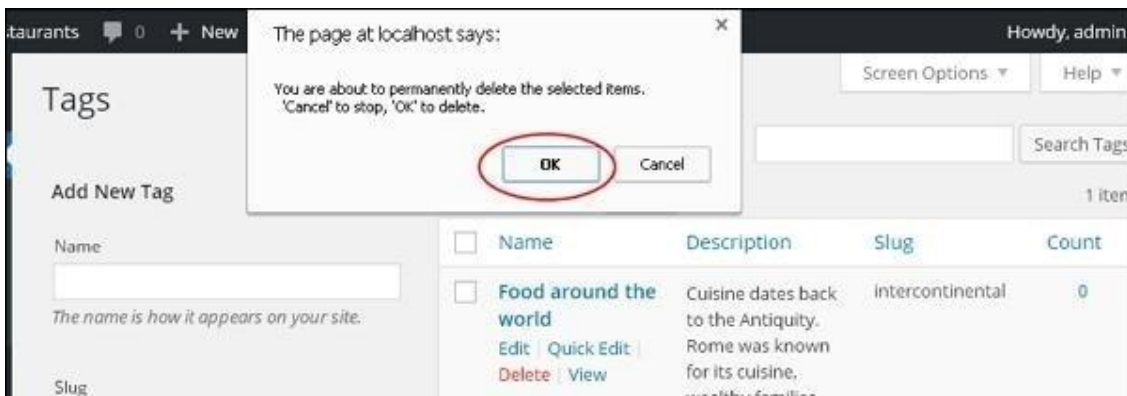 taurants 0 + New
Howdy, admin
The page at localhost says:
You are about to permanently delete the selected items.
'Cancel' to stop, 'OK' to delete.
OK Cancel
Screen Options Help
Tags
Search Tags
1 item
Add New Tag
Name
The name is how it appears on your site.
Slug
Name Description Slug Count
Food around the world
Edit | Quick Edit |
Delete | View
Cuisine dates back
to the Antiquity.
Rome was known
for its cuisine,
wealthy families
intercontinental
0